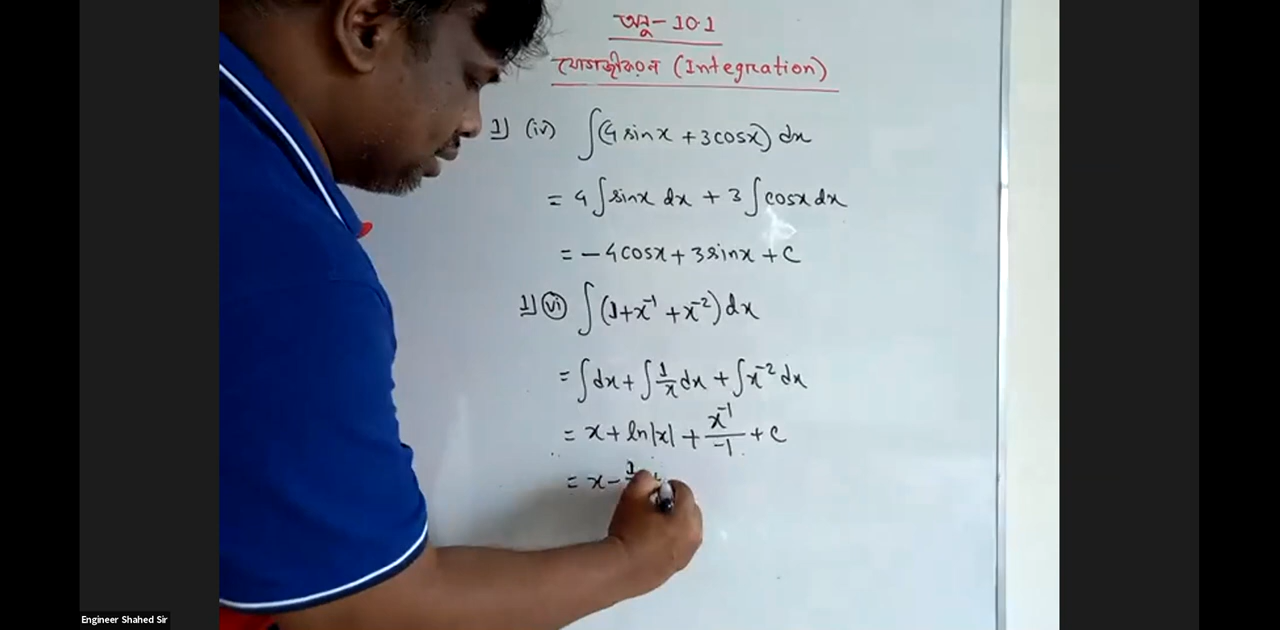 অনু - 10.1
যোগজীকরণ (Integration)
1) (iv) ∫(4 sinx + 3cosx) dx
= 4 ∫sinx dx + 3 ∫cosx dx
= - 4cosx + 3sinx + c
1) (vi) ∫(1+x⁻¹ + x⁻²) dx
= ∫dx + ∫1/x dx + ∫x⁻² dx
= x + ln|x| + x⁻¹/-1 + c
= x -
Engineer Shahed Sir